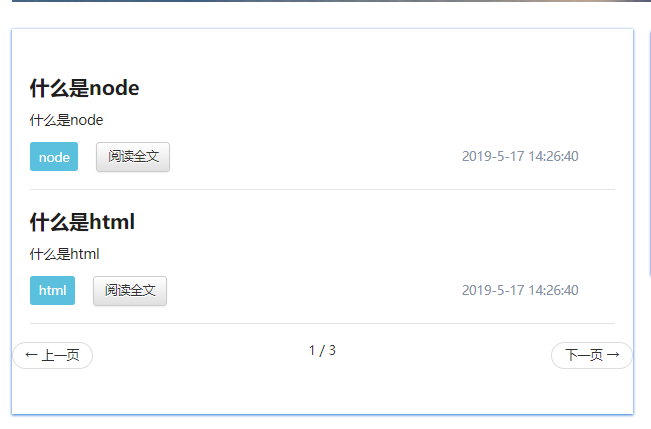 什么是node
什么是node
node 阅读全文 2019-5-17 14:26:40
什么是html
什么是html
html 阅读全文 2019-5-17 14:26:40
← 上一页 1 / 3 下一页 →